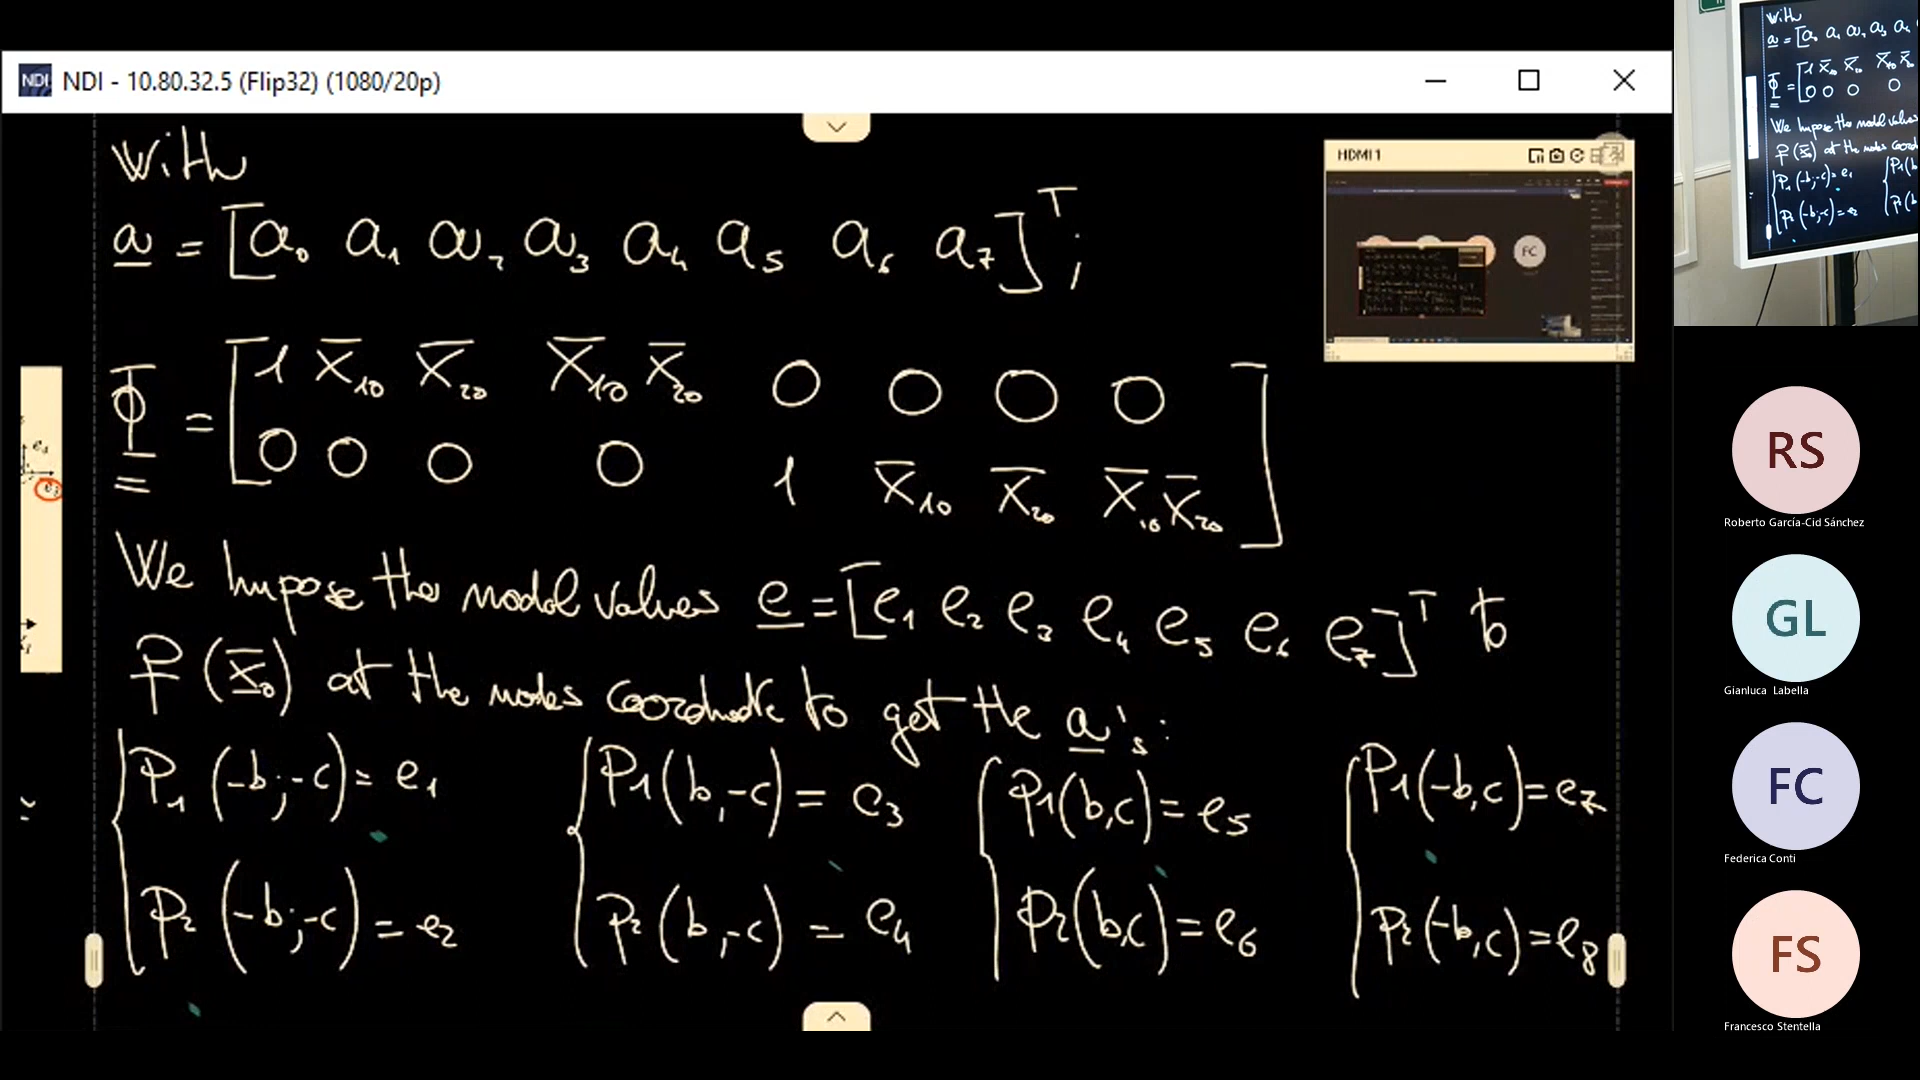 NDI - 10.80.32.5 (Flip32) (1080/20p)
With
a = [a₀ a₁ a₂ a₃ a₄ a₅ a₆ a₇]ᵀ;
HDMI 1
FC
Φ = [1 X̄₁₀ X̄₂₀ X̄₁₀ X̄₂₀ 0 0 0 0
0 0 0 0 1 X̄₁₀ X̄₂₀ X̄₁₀ X̄₂₀]
We impose the nodal values e = [e₁ e₂ e₃ e₄ e₅ e₆ e₇]ᵀ to
P (X̄₀) at the nodes coordinate to get the a's:
P₁ (-b;-c) = e₁ P₁(b,-c) = e₃ P₁(b,c) = e₅ P₁(-b,c) = e₇
P₂ (-b;-c) = e₂ P₂(b,-c) = e₄ P₂(b,c) = e₆ P₂(-b,c) = e₈
RS
Roberto García-Cid Sánchez
GL
Gianluca Labella
FC
Federica Conti
FS
Francesco Stentella